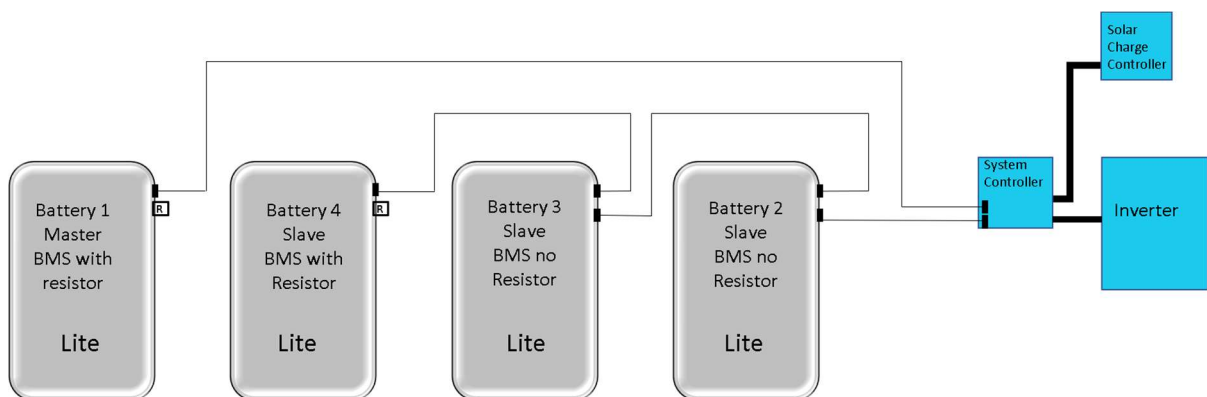 Solar
Charge
Controller
Battery 1
Master
BMS with
resistor
Lite
R
Battery 4
Slave
BMS with
Resistor
Lite
R
Battery 3
Slave
BMS no
Resistor
Lite
Battery 2
Slave
BMS no
Resistor
Lite
System
Controller
Inverter